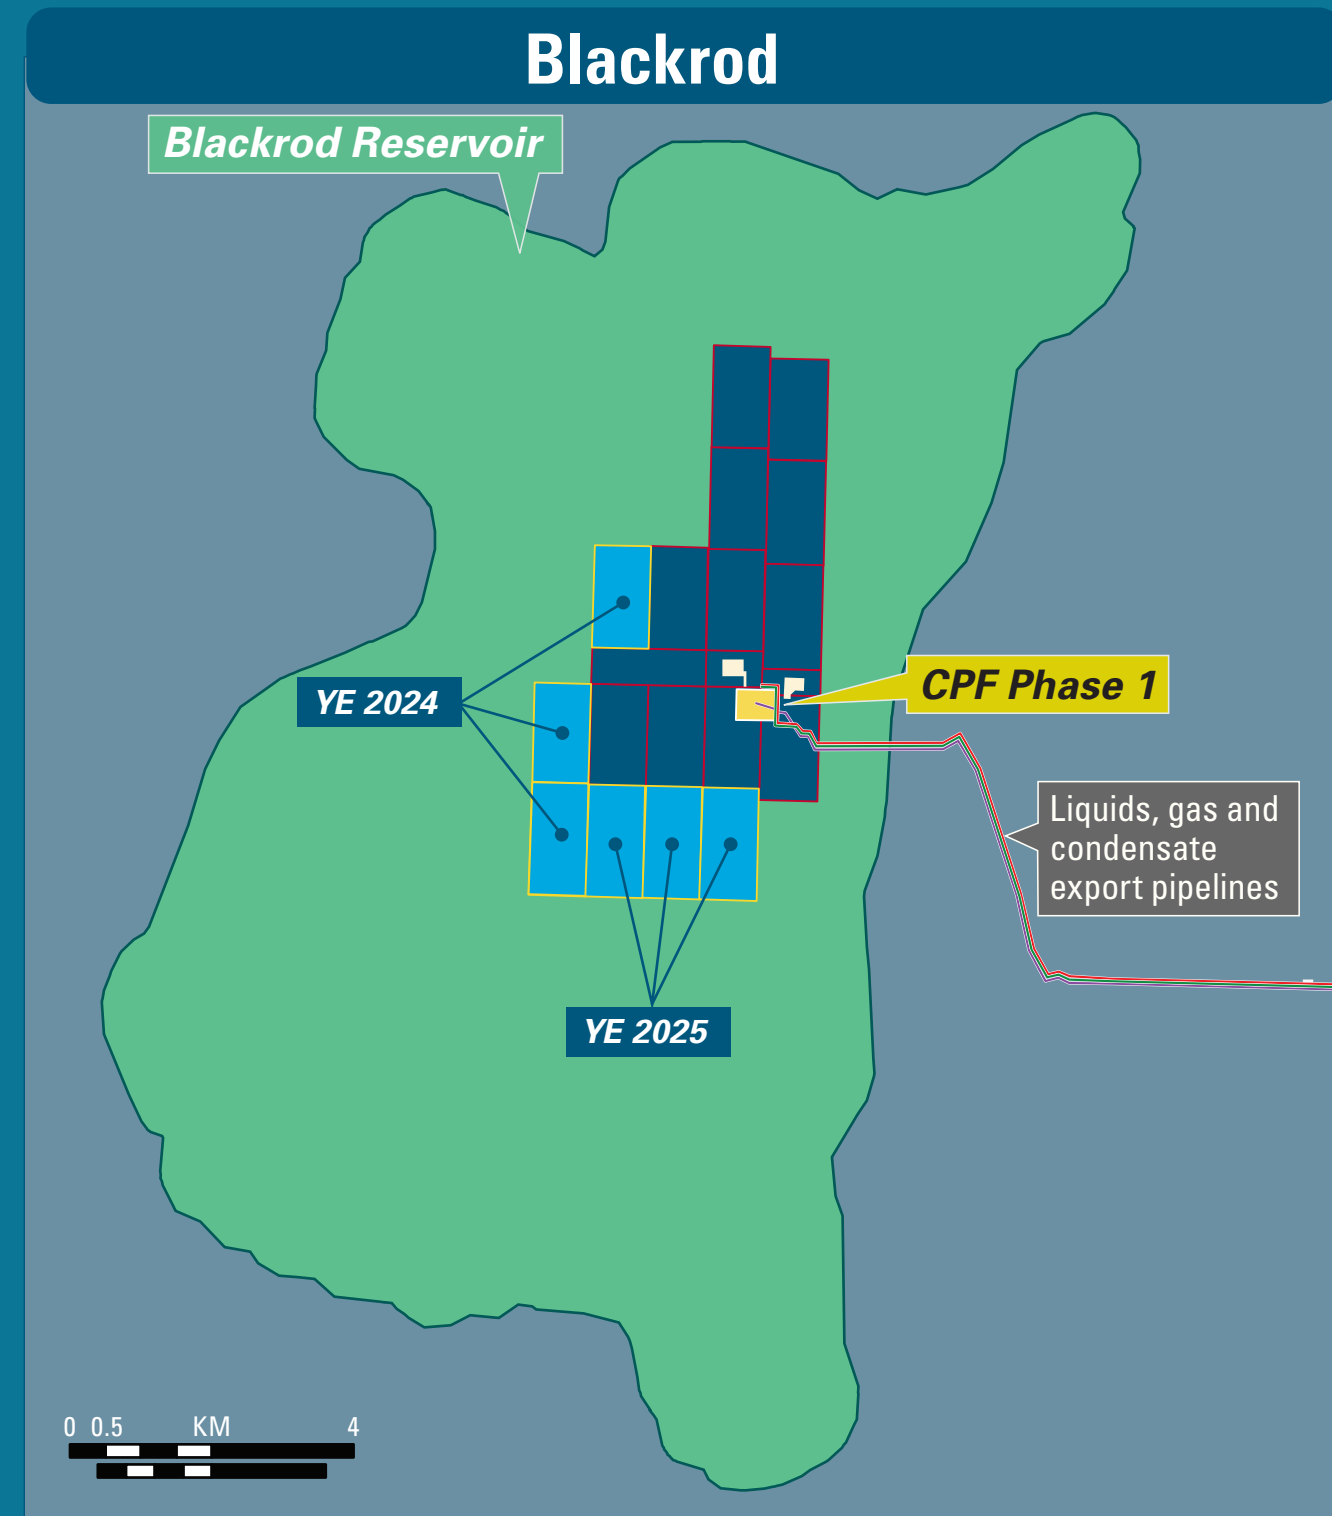 Blackrod
Blackrod Reservoir
YE 2024
CPF Phase 1
Liquids, gas and
condensate
export pipelines
YE 2025
0 0.5 KM 4